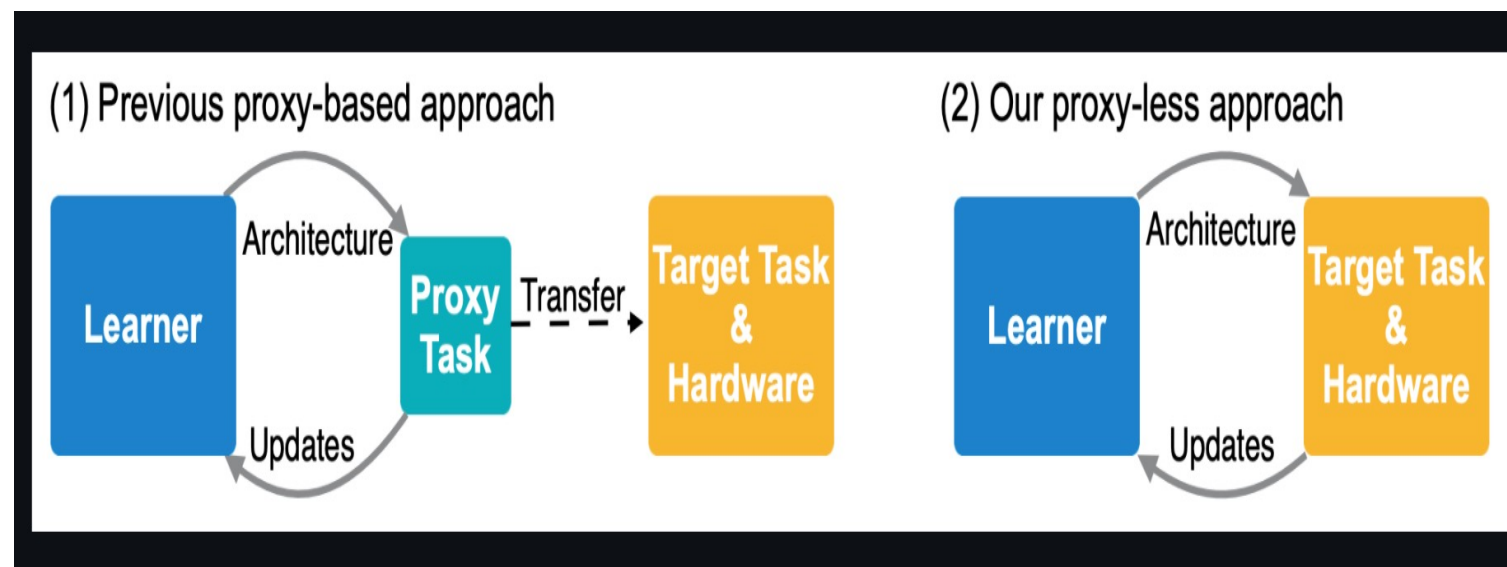 (1) Previous proxy-based approach
Architecture
Learner
Proxy
Task
Transfer
Target Task
&
Hardware
Updates
(2) Our proxy-less approach
Architecture
Learner
Target Task
&
Hardware
Updates